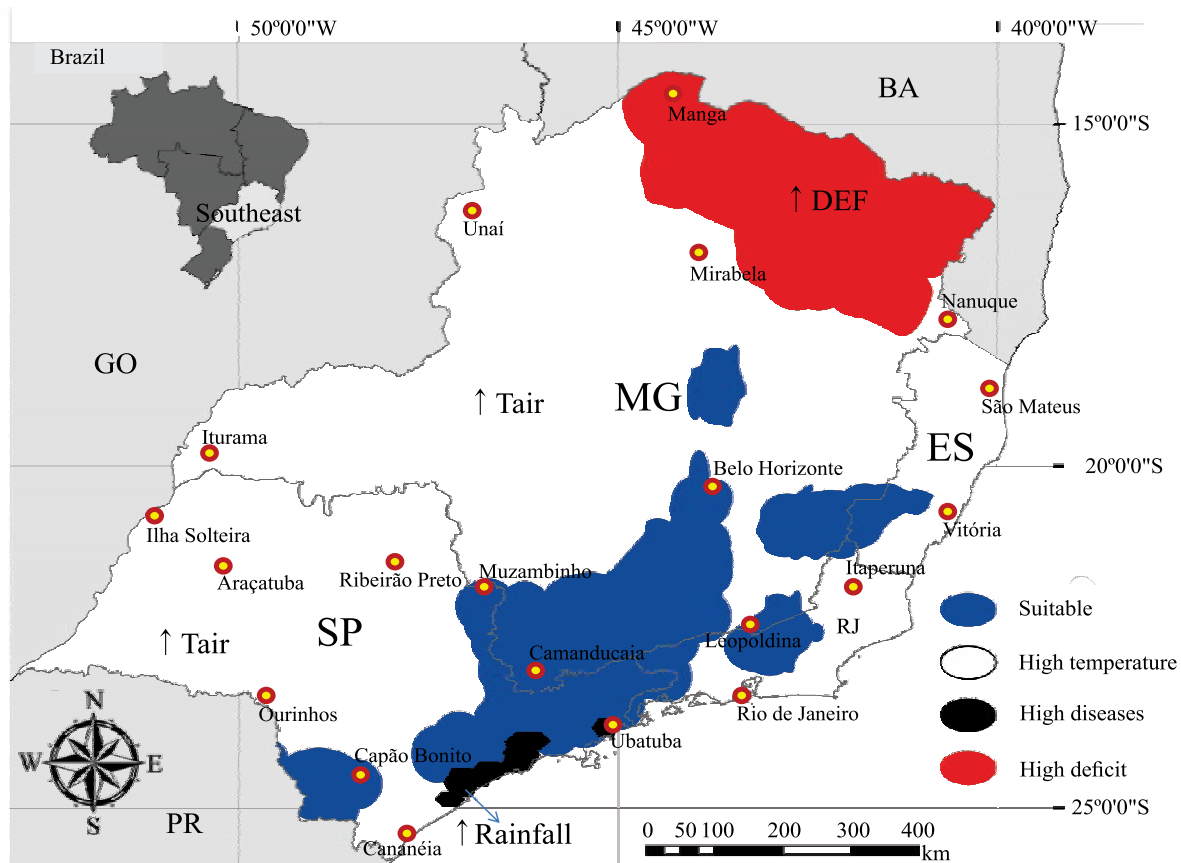 50º0'0"W
45º0'0"W
40º0'0"W
Brazil
BA
Manga
15º0'0"S
↑ DEF
Southeast
Unaí
Mirabela
Nanuque
GO
↑ Tair
MG
São Mateus
Iturama
ES
Belo Horizonte
20º0'0"S
Ilha Solteira
Vitória
Araçatuba
Ribeirão Preto
Muzambinho
Itaperuna
Suitable
SP
RJ
↑ Tair
Leopoldina
Camanducaia
High temperature
N
Ourinhos
Rio de Janeiro
High diseases
Ubatuba
W
E
Capão Bonito
High deficit
S
PR
25º0'0"S
↑ Rainfall
Cananéia
0 50 100 200 300 400
km